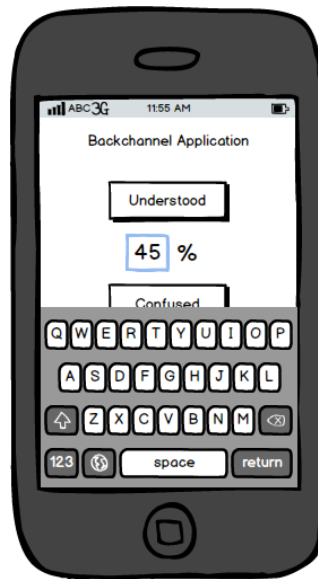 ABC 3G 11:55 AM
Backchannel Application
Understood
45 %
Confused
Q W E R T Y U I O P
A S D F G H J K L
Z X C V B N M
123 space return